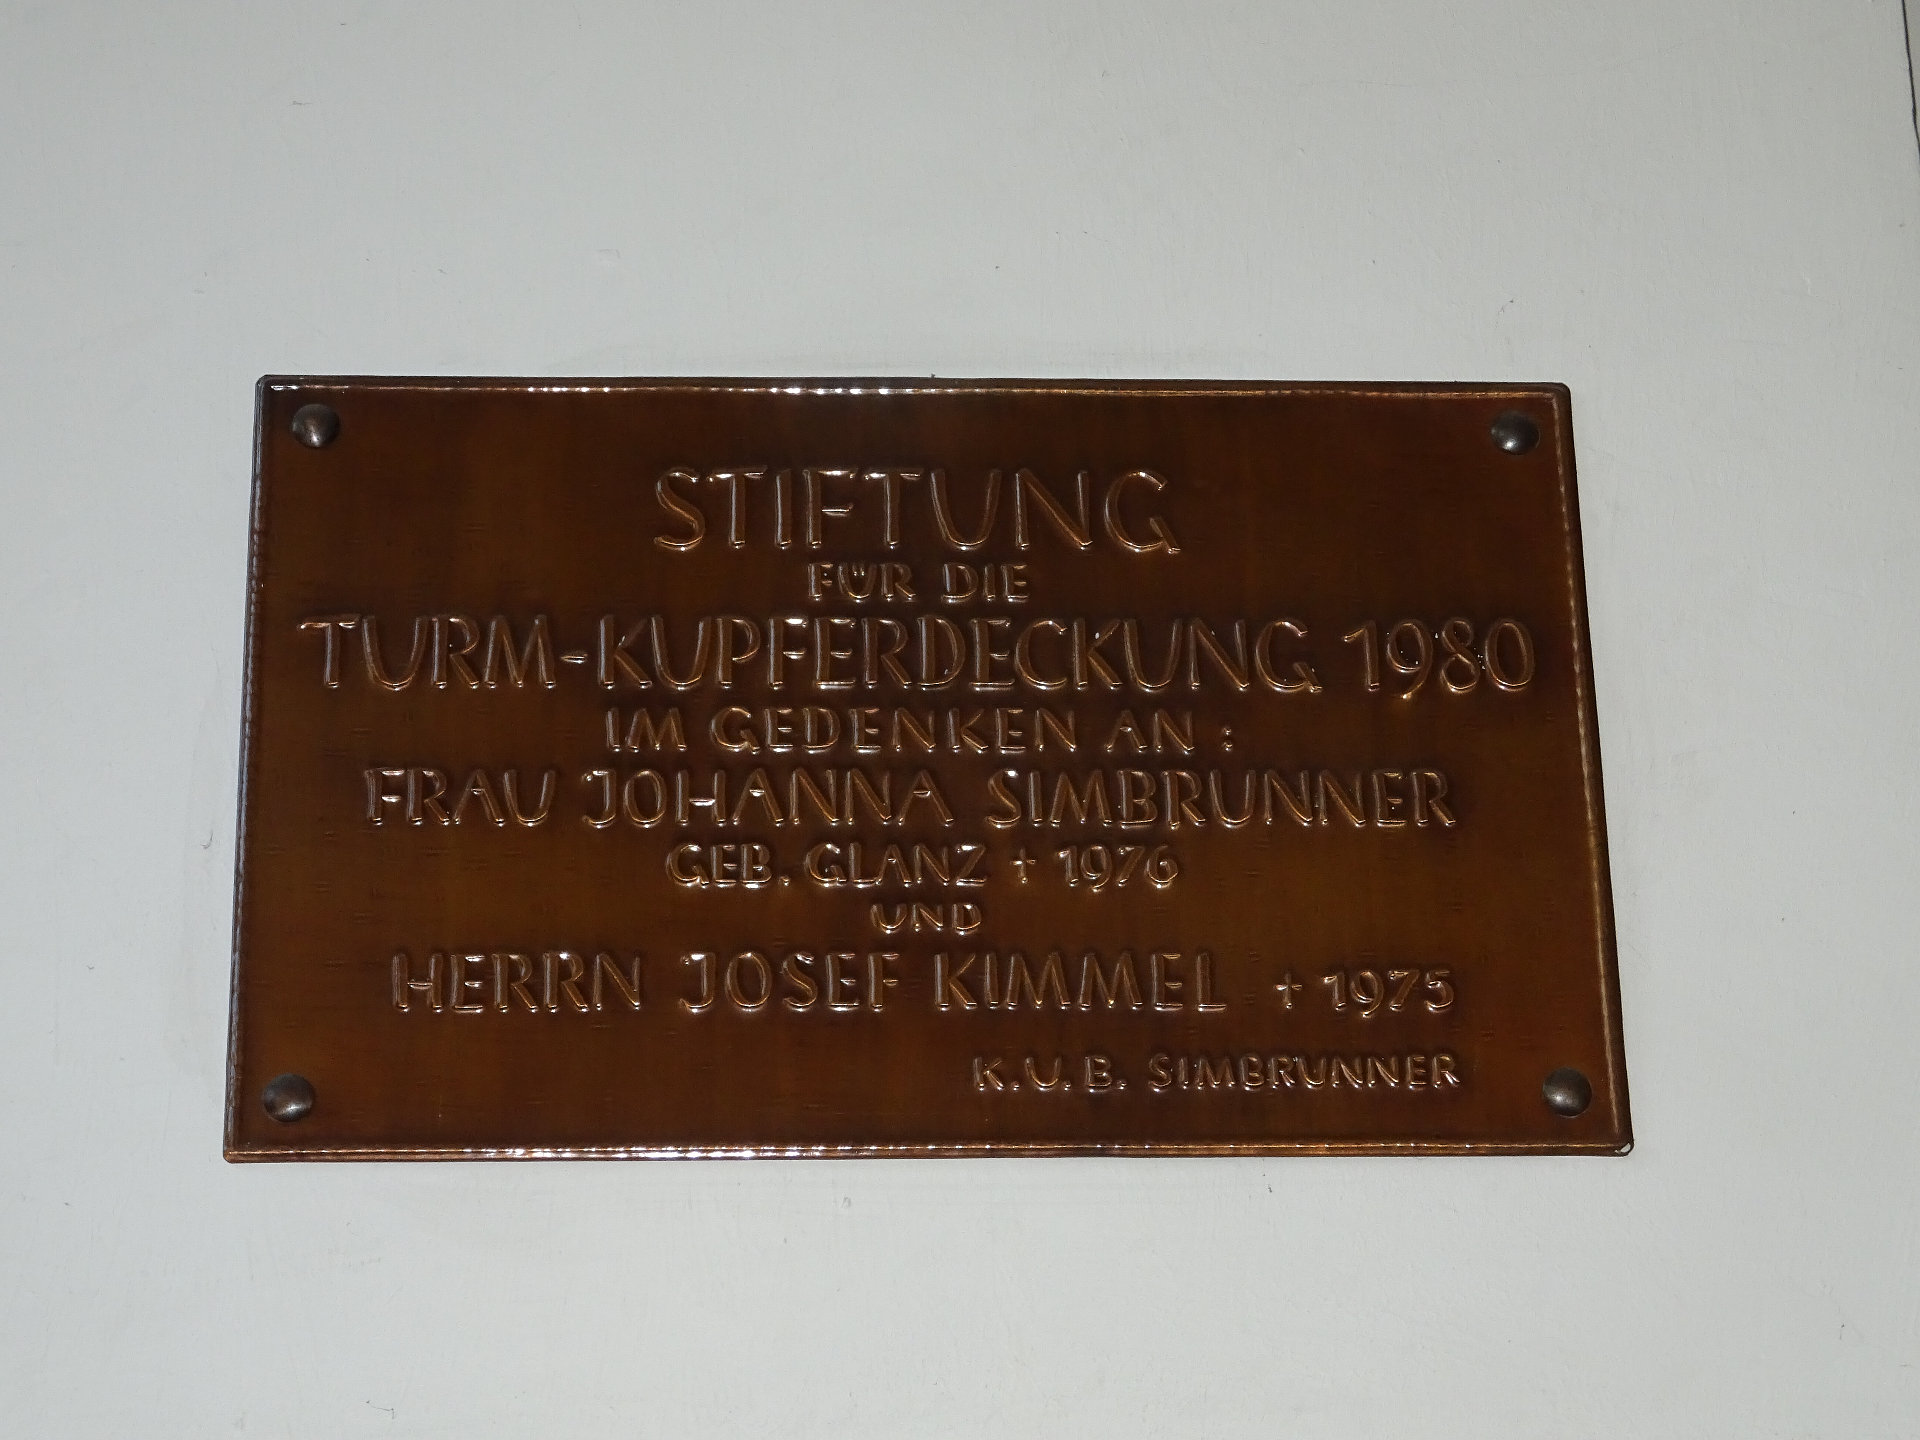 STIFTUNG
FÜR DIE
TURM-KUPFERDECKUNG 1980
IM GEDENKEN AN:
FRAU JOHANNA SIMBRUNNER
GEB. GLANZ † 1976
UND
HERRN JOSEF KIMMEL † 1975
K.U.B. SIMBRUNNER